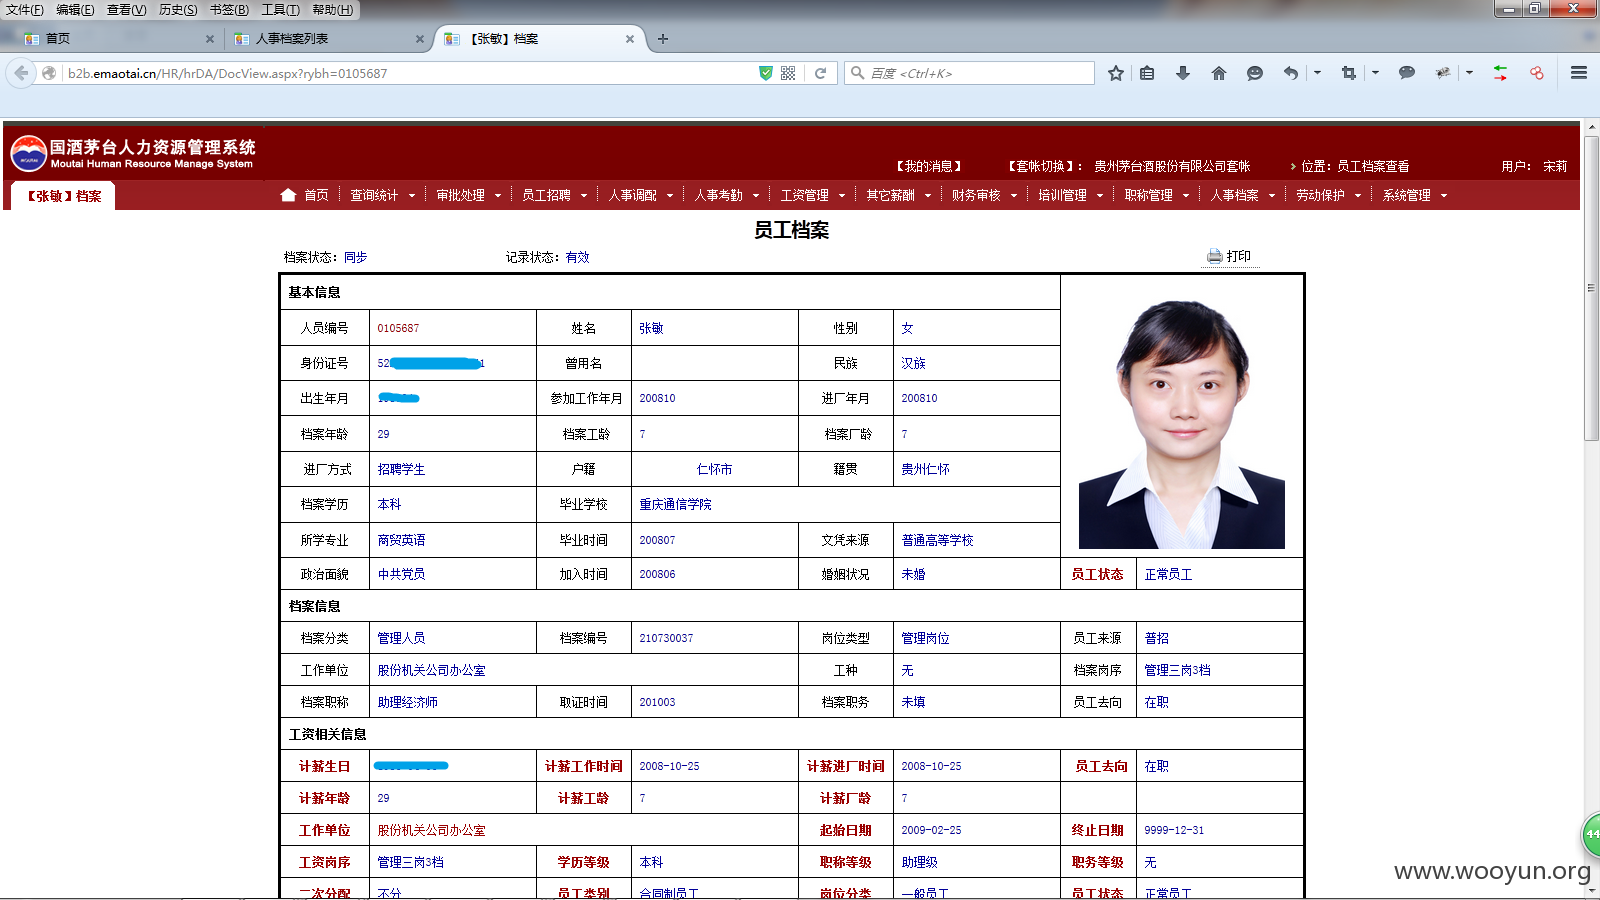 文件(F) 编辑(E) 查看(V) 历史(S) 书签(B) 工具(T) 帮助(H)
首页 人事档案列表 【张敏】档案
b2b.emaotai.cn/HR/hrDA/DocView.aspx?rybh=0105687 百度 <Ctrl+K>
国酒茅台人力资源管理系统
Moutai Human Resource Manage System
MOUTAI
【我的消息】 【套帐切换】： 贵州茅台酒股份有限公司套帐 位置：员工档案查看 用户： 宋莉
【张敏】档案 首页 查询统计 审批处理 员工招聘 人事调配 人事考勤 工资管理 其它薪酬 财务审核 培训管理 职称管理 人事档案 劳动保护 系统管理
员工档案
档案状态：同步 记录状态：有效 打印
基本信息
人员编号 0105687 姓名 张敏 性别 女
身份证号 52 1 曾用名 民族 汉族
出生年月 参加工作年月 200810 进厂年月 200810
档案年龄 29 档案工龄 7 档案厂龄 7
进厂方式 招聘学生 户籍 仁怀市 籍贯 贵州仁怀
档案学历 本科 毕业学校 重庆通信学院
所学专业 商贸英语 毕业时间 200807 文凭来源 普通高等学校
政治面貌 中共党员 加入时间 200806 婚姻状况 未婚 员工状态 正常员工
档案信息
档案分类 管理人员 档案编号 210730037 岗位类型 管理岗位 员工来源 普招
工作单位 股份机关公司办公室 工种 无 档案岗序 管理三岗3档
档案职称 助理经济师 取证时间 201003 档案职务 未填 员工去向 在职
工资相关信息
计薪生日 计薪工作时间 2008-10-25 计薪进厂时间 2008-10-25 员工去向 在职
计薪年龄 29 计薪工龄 7 计薪厂龄 7
工作单位 股份机关公司办公室 起始日期 2009-02-25 终止日期 9999-12-31
工资岗序 管理三岗3档 学历等级 本科 职称等级 助理级 职务等级 无
二次分配 不分 员工类别 合同制员工 岗位分类 一般员工 员工状态 正常员工
44
www.wooyun.org